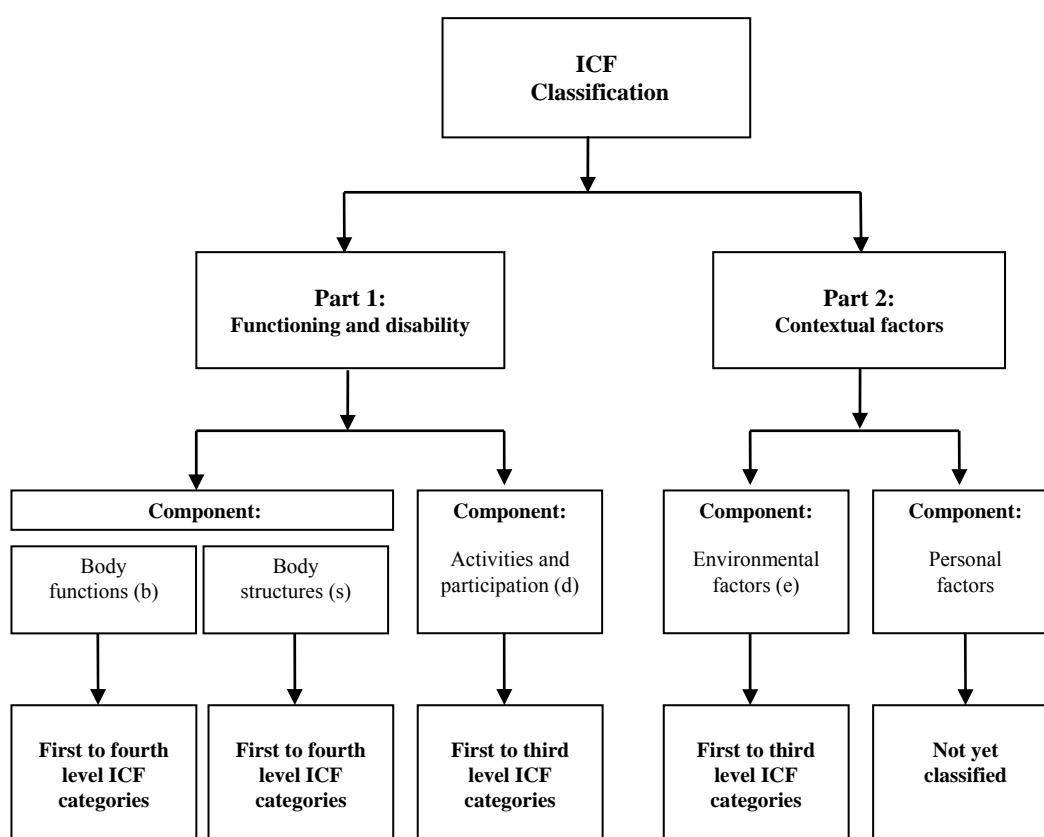 ICF
Classification
Part 1:
Functioning and disability
Part 2:
Contextual factors
Component:
Body
functions (b)
Body
structures (s)
Component:
Activities and
participation (d)
Component:
Environmental
factors (e)
Component:
Personal
factors
First to fourth
level ICF
categories
First to fourth
level ICF
categories
First to third
level ICF
categories
First to third
level ICF
categories
Not yet
classified